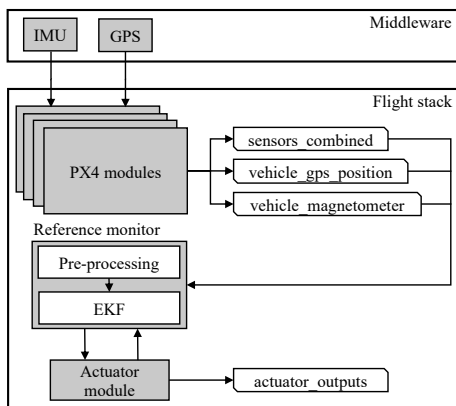 Middleware
IMU
GPS
Flight stack
PX4 modules
sensors_combined
vehicle_gps_position
vehicle_magnetometer
Reference monitor
Pre-processing
EKF
Actuator
module
actuator_outputs